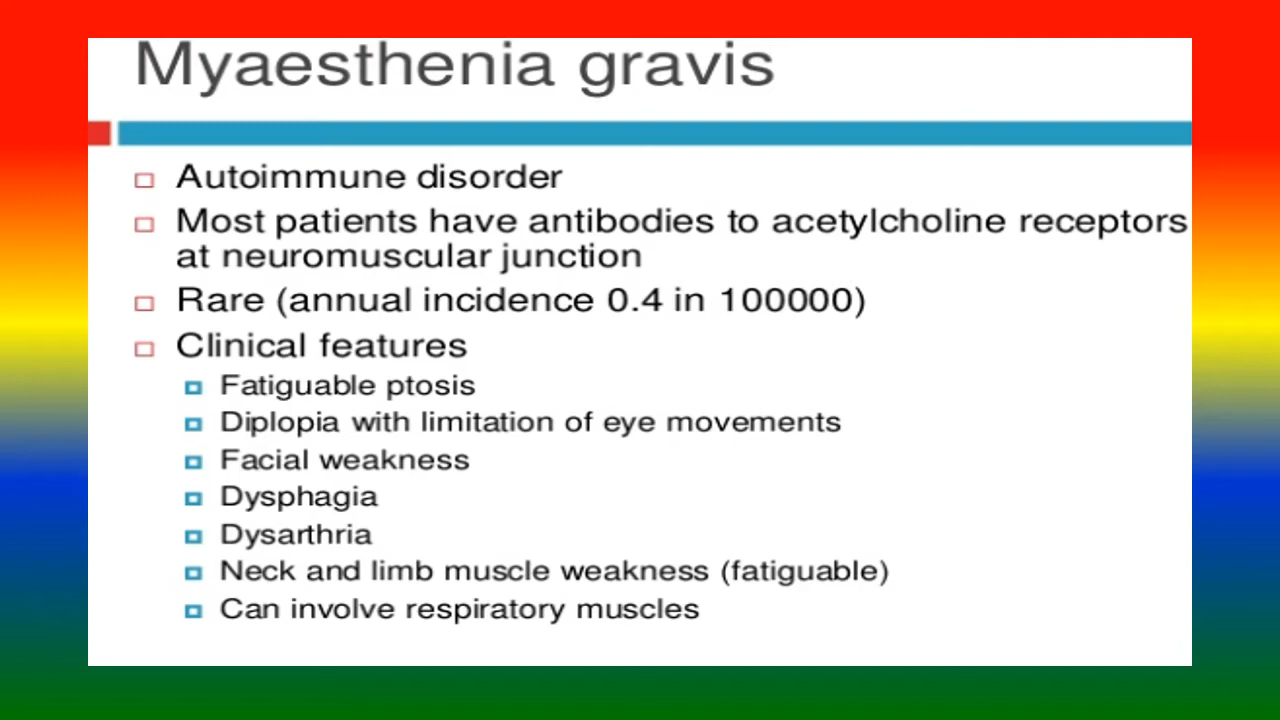 Myaesthenia gravis
Autoimmune disorder
Most patients have antibodies to acetylcholine receptors
at neuromuscular junction
Rare (annual incidence 0.4 in 100000)
Clinical features
Fatiguable ptosis
Diplopia with limitation of eye movements
Facial weakness
Dysphagia
Dysarthria
Neck and limb muscle weakness (fatiguable)
Can involve respiratory muscles